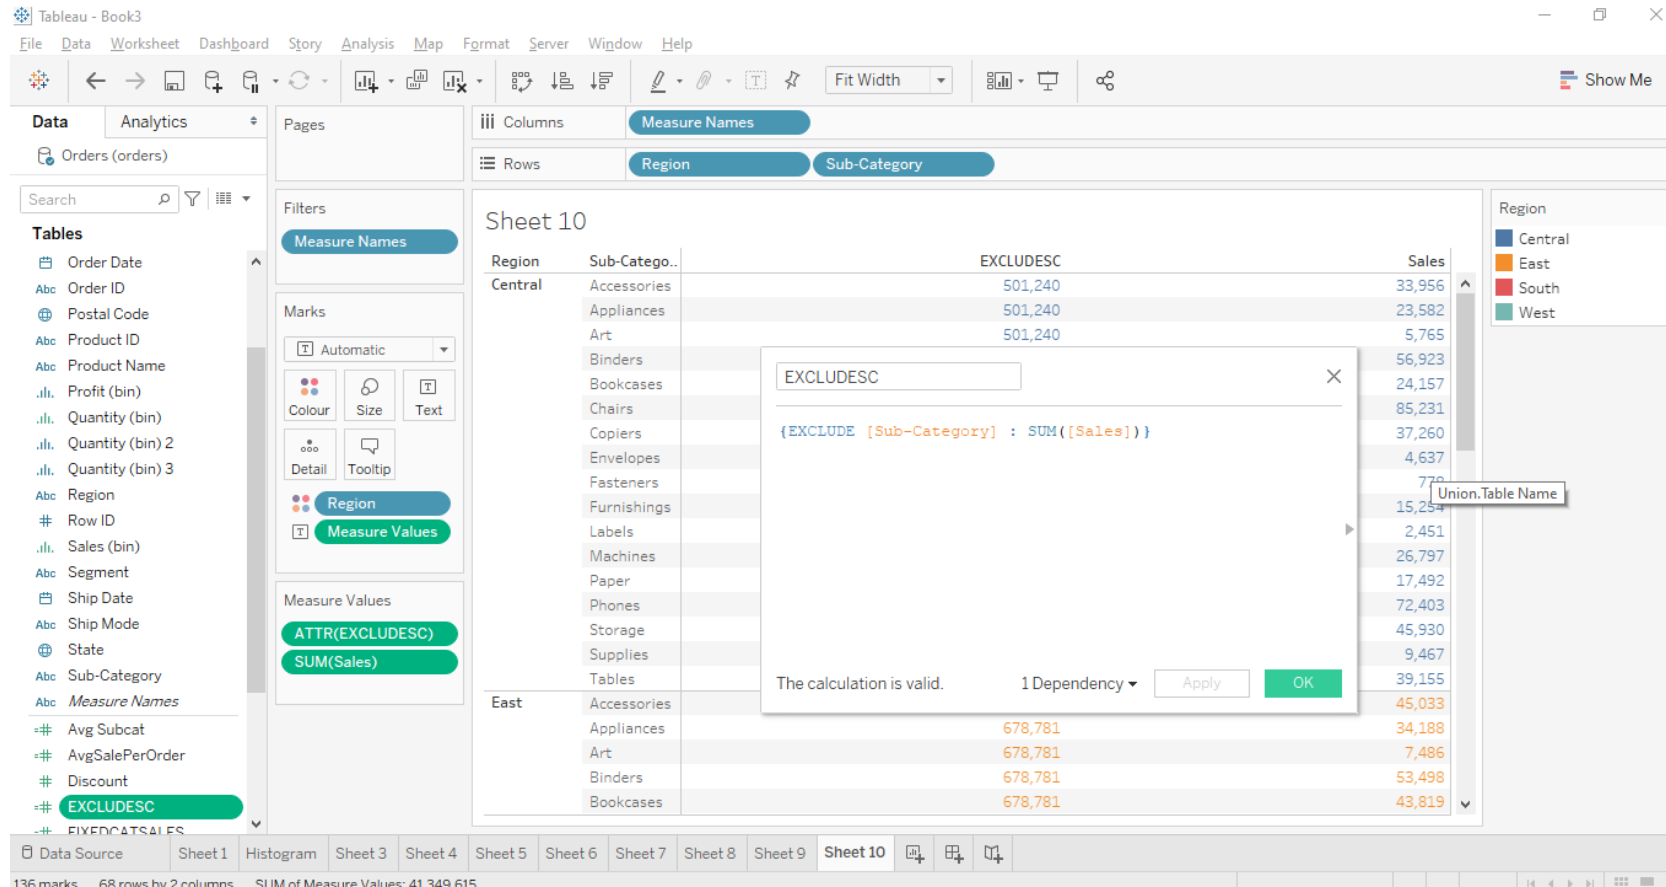 Tableau - Book3
File Data Worksheet Dashboard Story Analysis Map Format Server Window Help
Fit Width
Show Me
Data Analytics
Orders (orders)
Search
Tables
Order Date
Abc Order ID
Postal Code
Abc Product ID
Abc Product Name
Profit (bin)
Quantity (bin)
Quantity (bin) 2
Quantity (bin) 3
Abc Region
# Row ID
Sales (bin)
Abc Segment
Ship Date
Abc Ship Mode
State
Abc Sub-Category
Abc Measure Names
=# Avg Subcat
=# AvgSalePerOrder
# Discount
=# EXCLUDESC
=# FIXEDCATSALES
Pages
Filters
Measure Names
Marks
T Automatic
Colour Size Text
Detail Tooltip
Region
T Measure Values
Measure Values
ATTR(EXCLUDESC)
SUM(Sales)
Columns Measure Names
Rows Region Sub-Category
Sheet 10
Region Sub-Catego.. EXCLUDESC Sales
Central Accessories 501,240 33,956
Appliances 501,240 23,582
Art 501,240 5,765
Binders 56,923
Bookcases 24,157
Chairs 85,231
Copiers 37,260
Envelopes 4,637
Fasteners
Furnishings 15,254
Labels 2,451
Machines 26,797
Paper 17,492
Phones 72,403
Storage 45,930
Supplies 9,467
Tables 39,155
East Accessories 45,033
Appliances 678,781 34,188
Art 678,781 7,486
Binders 678,781 53,498
Bookcases 678,781 43,819
EXCLUDESC
{EXCLUDE [Sub-Category] : SUM([Sales])}
The calculation is valid. 1 Dependency Apply OK
Union.Table Name
Region
Central
East
South
West
Data Source Sheet 1 Histogram Sheet 3 Sheet 4 Sheet 5 Sheet 6 Sheet 7 Sheet 8 Sheet 9 Sheet 10
136 marks 68 rows by 2 columns SUM of Measure Values: 41,349,615